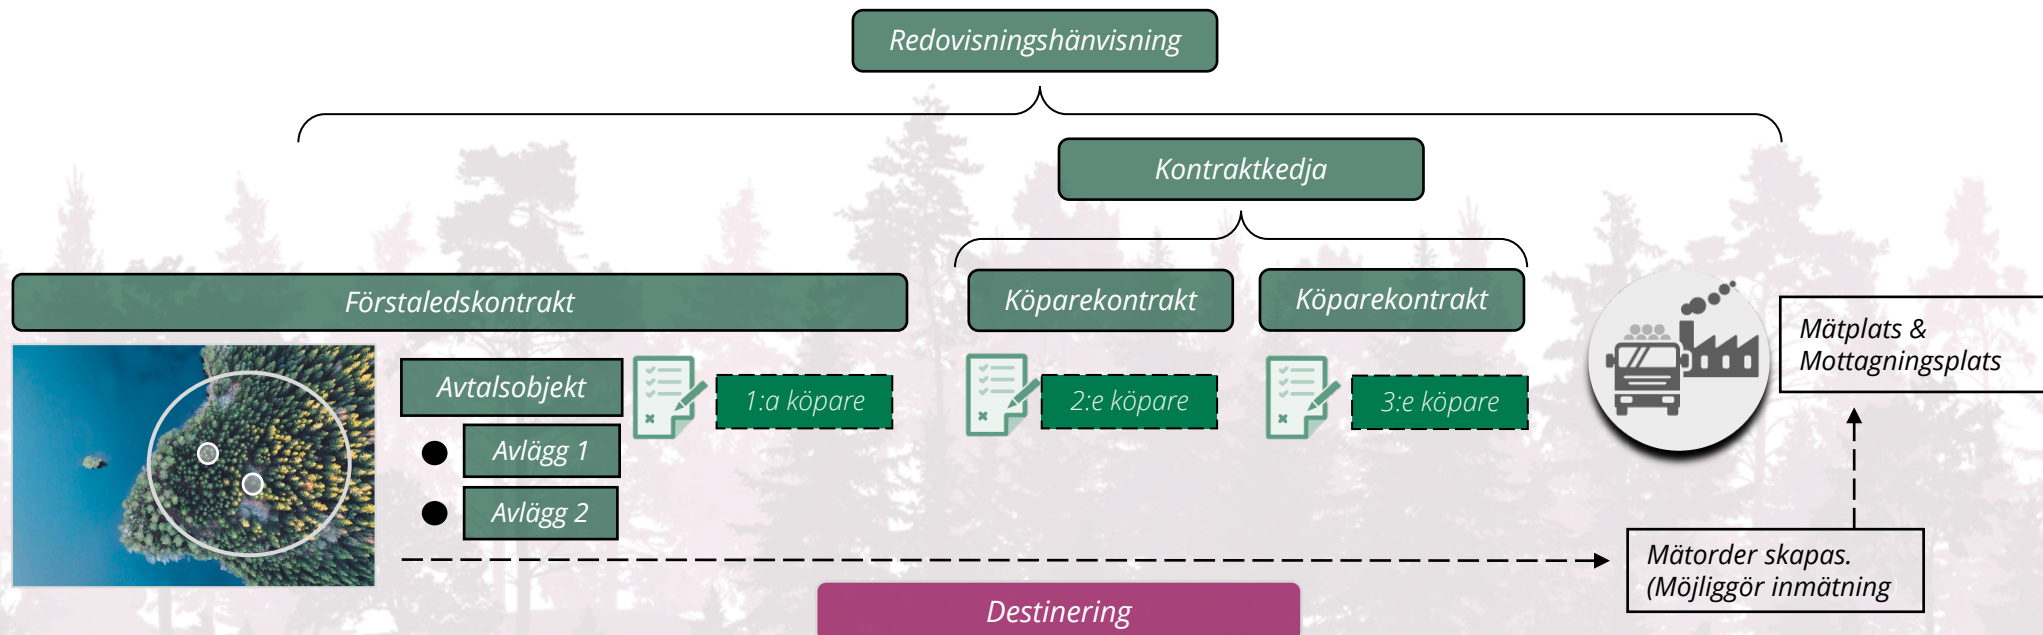 Redovisningshänvisning
Kontraktkedja
Förstaledskontrakt
Köparekontrakt
Köparekontrakt
Mätplats &
Mottagningsplats
Avtalsobjekt
1:a köpare
2:e köpare
3:e köpare
Avlägg 1
Avlägg 2
Mätorder skapas.
(Möjliggör inmätning
Destinering